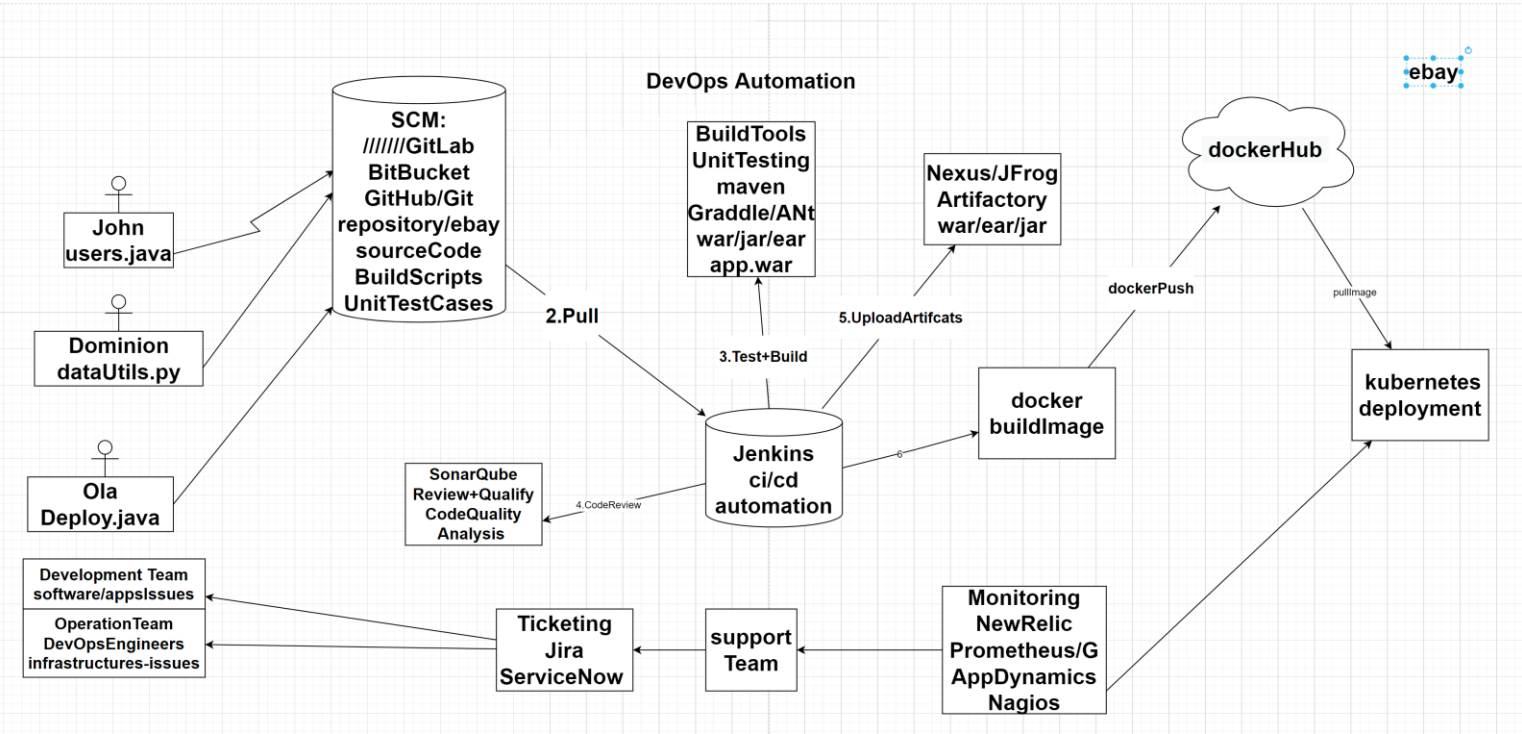 DevOps Automation
ebay
SCM:
///////GitLab
BitBucket
GitHub/Git
repository/ebay
sourceCode
BuildScripts
UnitTestCases
BuildTools
UnitTesting
maven
Graddle/ANt
war/jar/ear
app.war
Nexus/JFrog
Artifactory
war/ear/jar
dockerHub
John
users.java
Dominion
dataUtils.py
Ola
Deploy.java
2.Pull
3.Test+Build
5.UploadArtifcats
dockerPush
pullImage
kubernetes
deployment
docker
buildImage
6
Jenkins
ci/cd
automation
4.CodeReview
SonarQube
Review+Qualify
CodeQuality
Analysis
Development Team
software/appsIssues
OperationTeam
DevOpsEngineers
infrastructures-issues
Ticketing
Jira
ServiceNow
support
Team
Monitoring
NewRelic
Prometheus/G
AppDynamics
Nagios